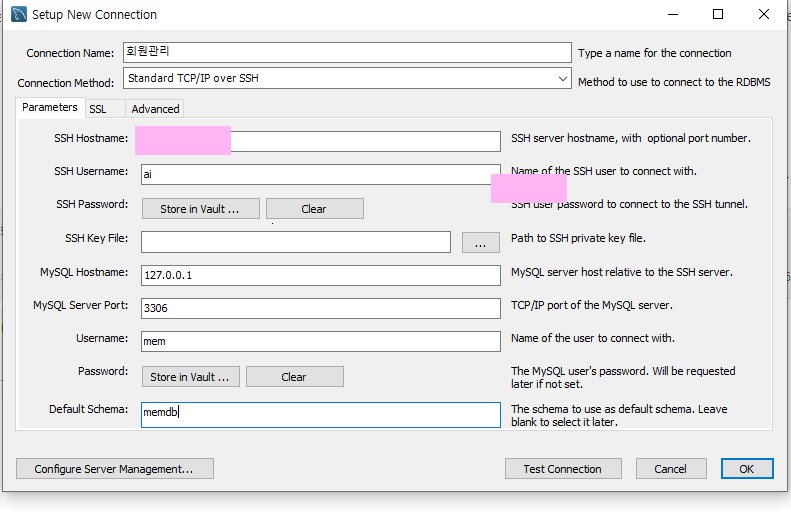 Setup New Connection
Connection Name: 회원관리 Type a name for the connection
Connection Method: Standard TCP/IP over SSH Method to use to connect to the RDBMS
Parameters SSL Advanced
SSH Hostname: SSH server hostname, with optional port number.
SSH Username: ai Name of the SSH user to connect with.
SSH Password: Store in Vault ... Clear SSH user password to connect to the SSH tunnel.
SSH Key File: ... Path to SSH private key file.
MySQL Hostname: 127.0.0.1 MySQL server host relative to the SSH server.
MySQL Server Port: 3306 TCP/IP port of the MySQL server.
Username: mem Name of the user to connect with.
Password: Store in Vault ... Clear The MySQL user's password. Will be requested
later if not set.
Default Schema: memdb The schema to use as default schema. Leave
blank to select it later.
Configure Server Management... Test Connection Cancel OK